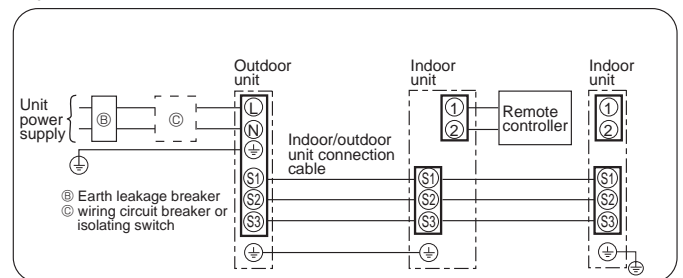 Outdoor
unit
Indoor
unit
Indoor
unit
Unit
power
supply
Ⓑ
Ⓒ
L
N
1
2
Remote
controller
1
2
Indoor/outdoor
unit connection
cable
S1
S2
S3
S1
S2
S3
S1
S2
S3
Ⓑ Earth leakage breaker
Ⓒ wiring circuit breaker or
isolating switch